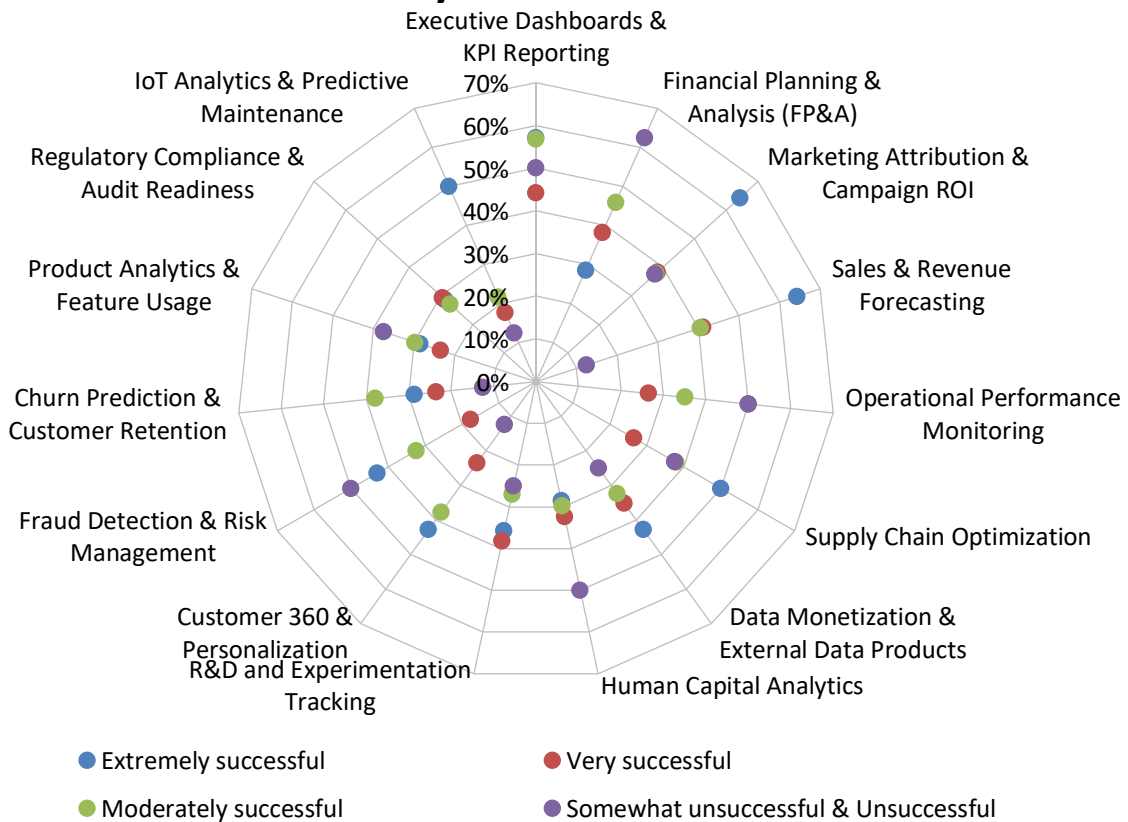 Executive Dashboards &
KPI Reporting
Financial Planning &
Analysis (FP&A)
Marketing Attribution &
Campaign ROI
Sales & Revenue
Forecasting
Operational Performance
Monitoring
Supply Chain Optimization
Data Monetization &
External Data Products
Human Capital Analytics
R&D and Experimentation
Tracking
Customer 360 &
Personalization
Fraud Detection & Risk
Management
Churn Prediction &
Customer Retention
Product Analytics &
Feature Usage
Regulatory Compliance &
Audit Readiness
IoT Analytics & Predictive
Maintenance
70%
60%
50%
40%
30%
20%
10%
0%
Extremely successful
Very successful
Moderately successful
Somewhat unsuccessful & Unsuccessful